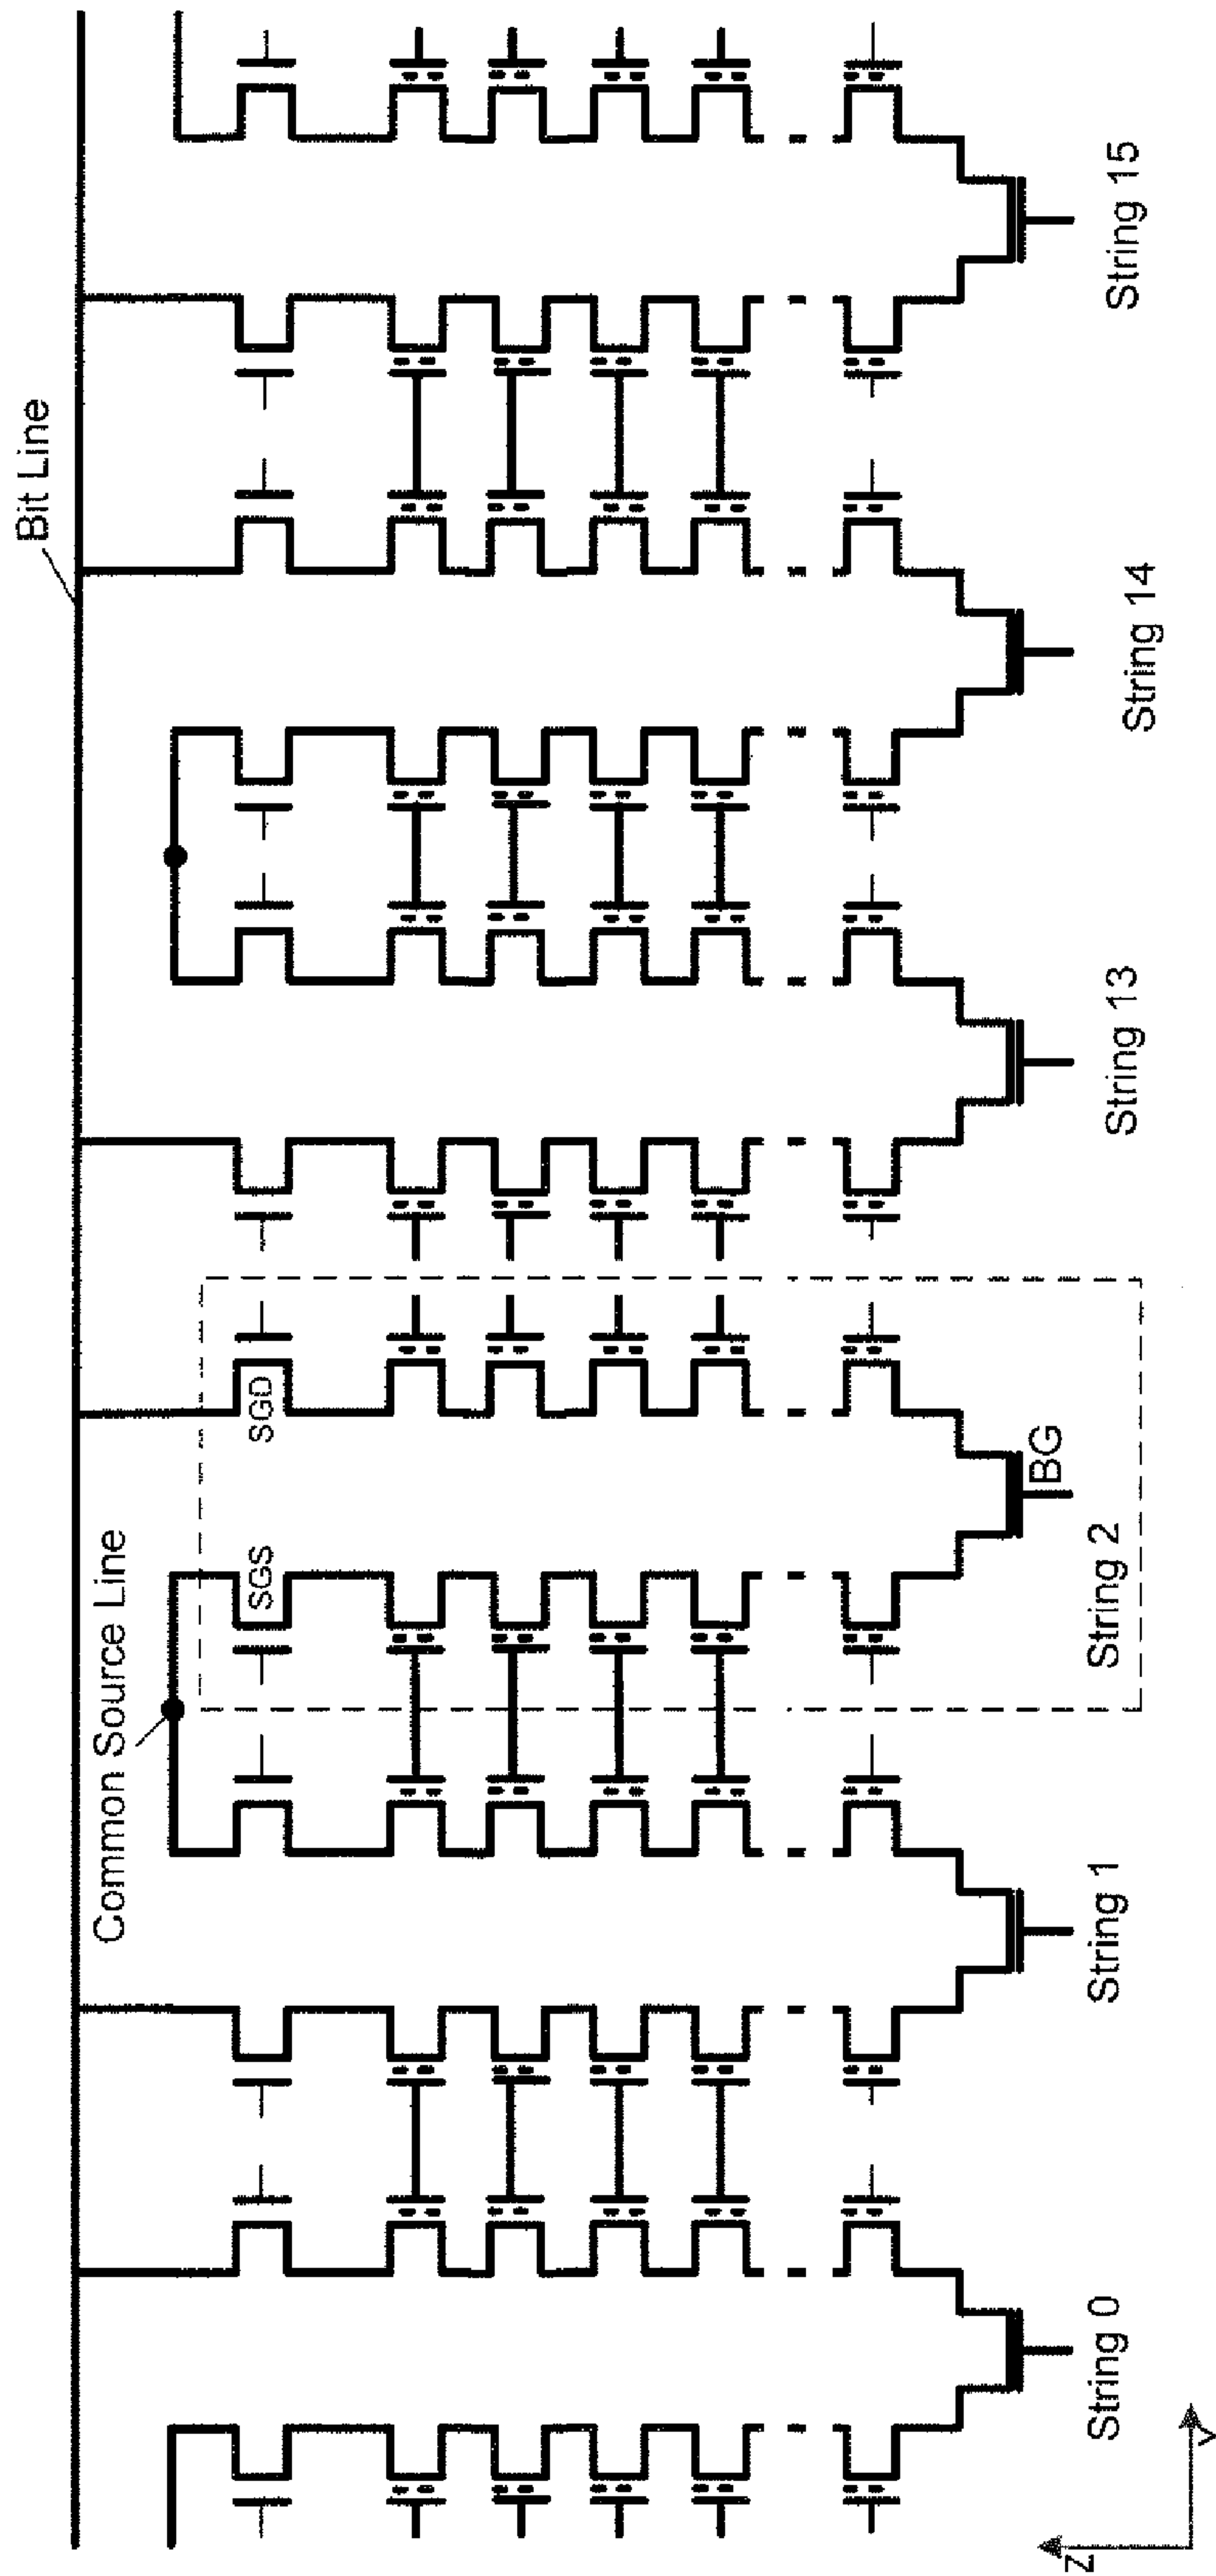 Bit Line
Common Source Line
SGS
SGD
BG
String 0
String 1
String 2
String 13
String 14
String 15
Z
Y